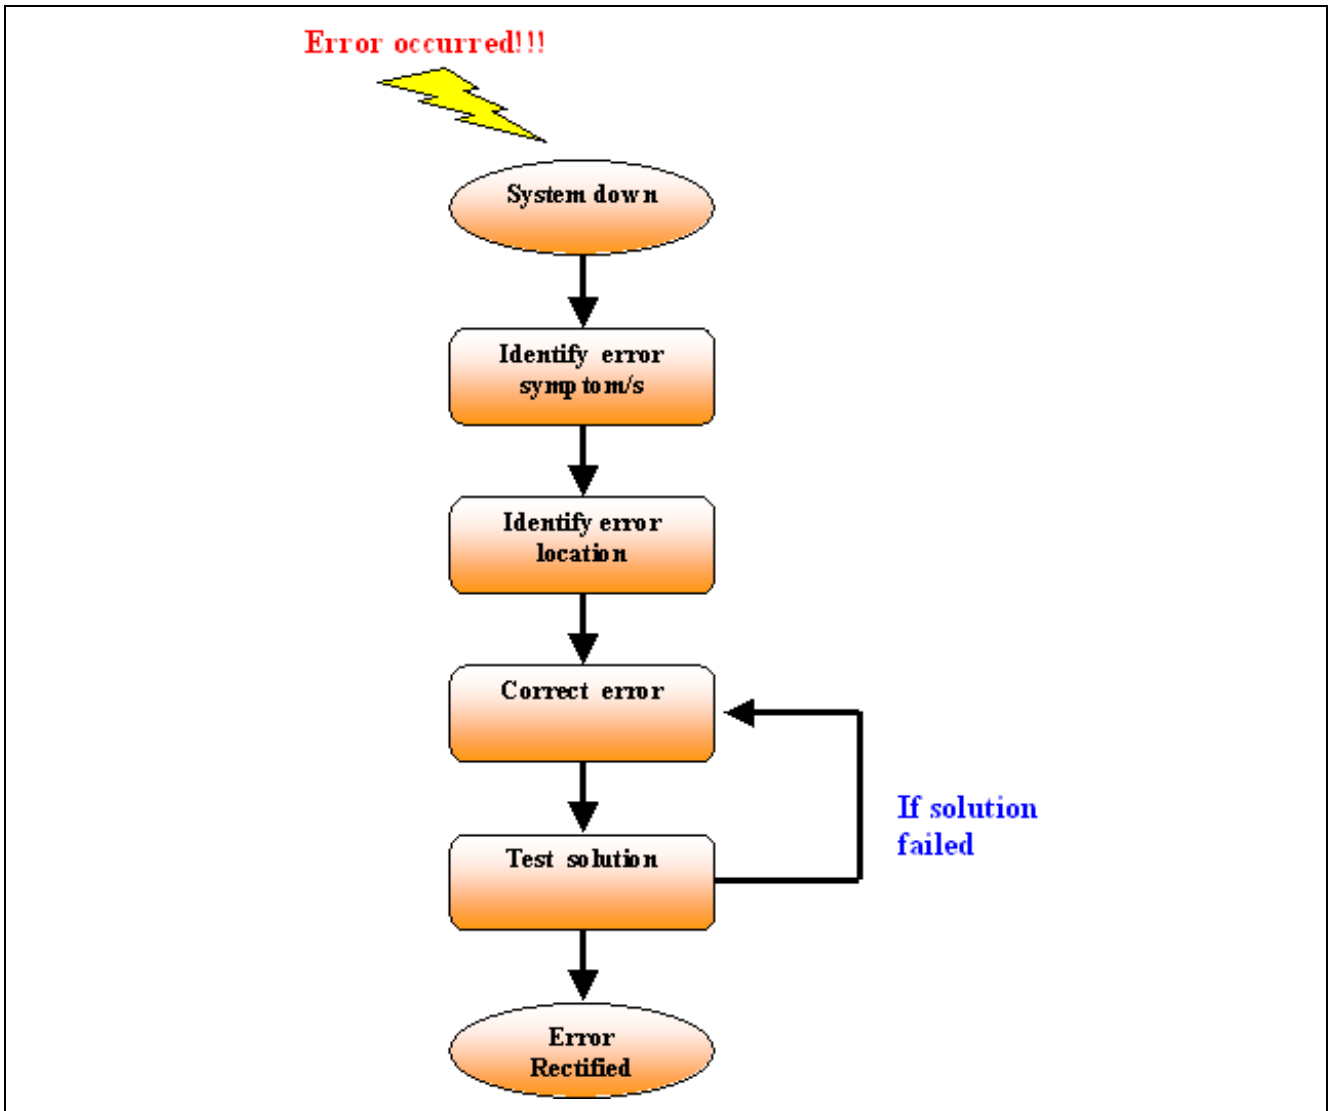 Error occurred!!!
System down
Identify error
symptom/s
Identify error
location
Correct error
Test solution
If solution
failed
Error
Rectified